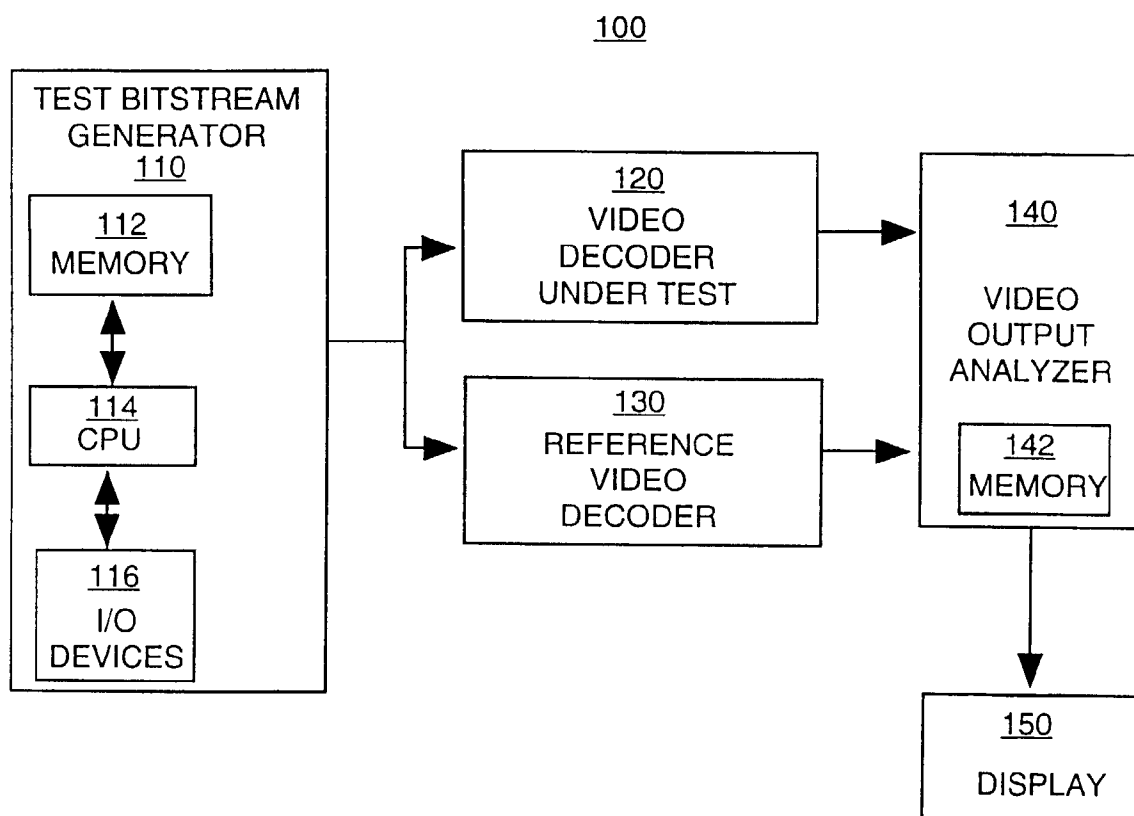 100
TEST BITSTREAM
GENERATOR
110
112
MEMORY
114
CPU
116
I/O
DEVICES
120
VIDEO
DECODER
UNDER TEST
130
REFERENCE
VIDEO
DECODER
140
VIDEO
OUTPUT
ANALYZER
142
MEMORY
150
DISPLAY